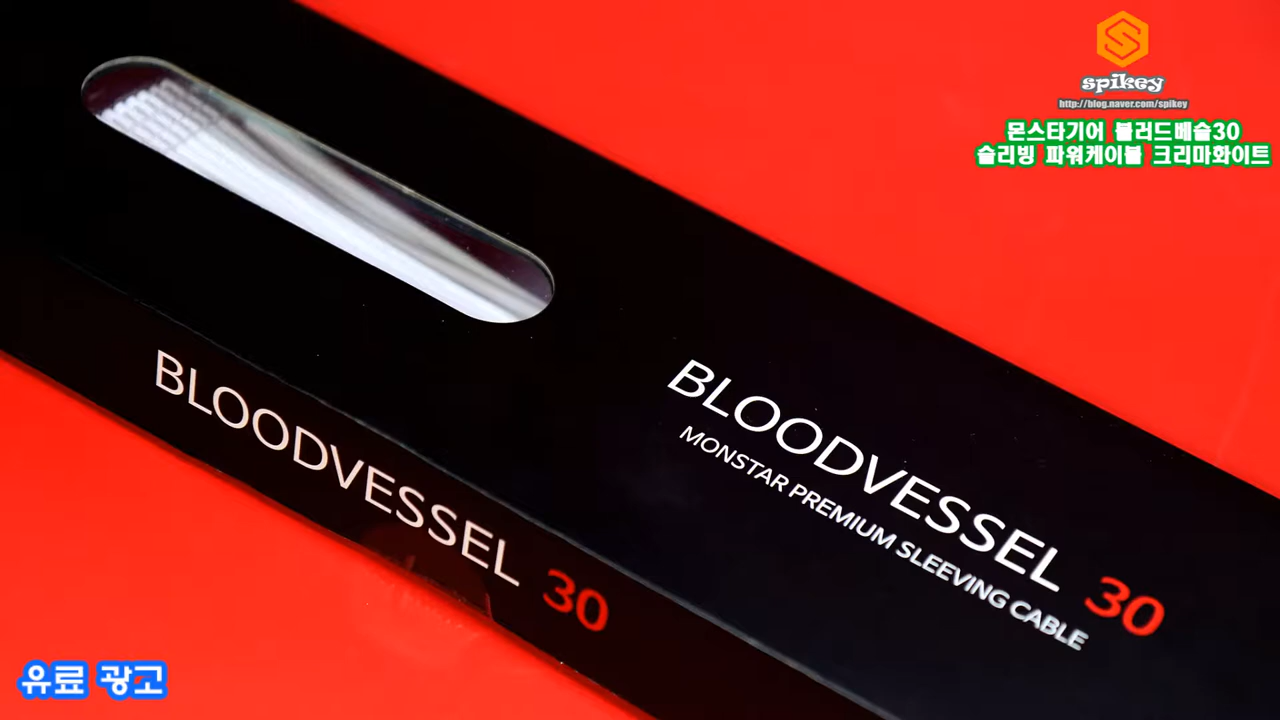 spikey
http://blog.naver.com/spikey
몬스타기어 블러드베슬30
슬리빙 파워케이블 크리마화이트
BLOODVESSEL 30
MONSTAR PREMIUM SLEEVING CABLE
BLOODVESSEL 30
유료 광고